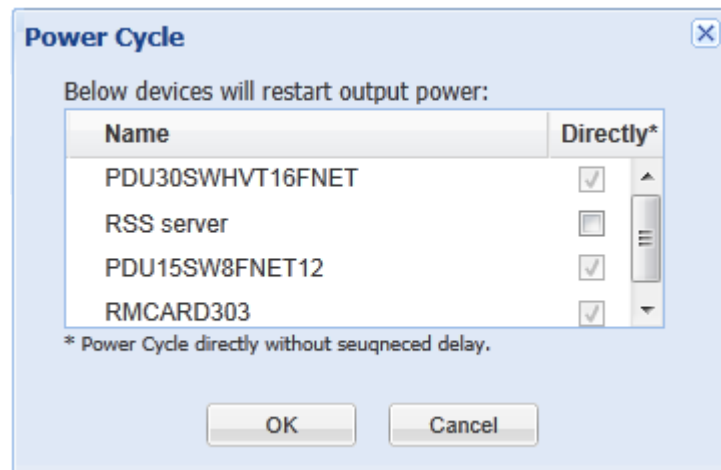 Power Cycle
Below devices will restart output power:
Name Directly*
PDU30SWHVT16FNET
RSS server
PDU15SW8FNET12
RMCARD303
* Power Cycle directly without seuqneced delay.
OK Cancel